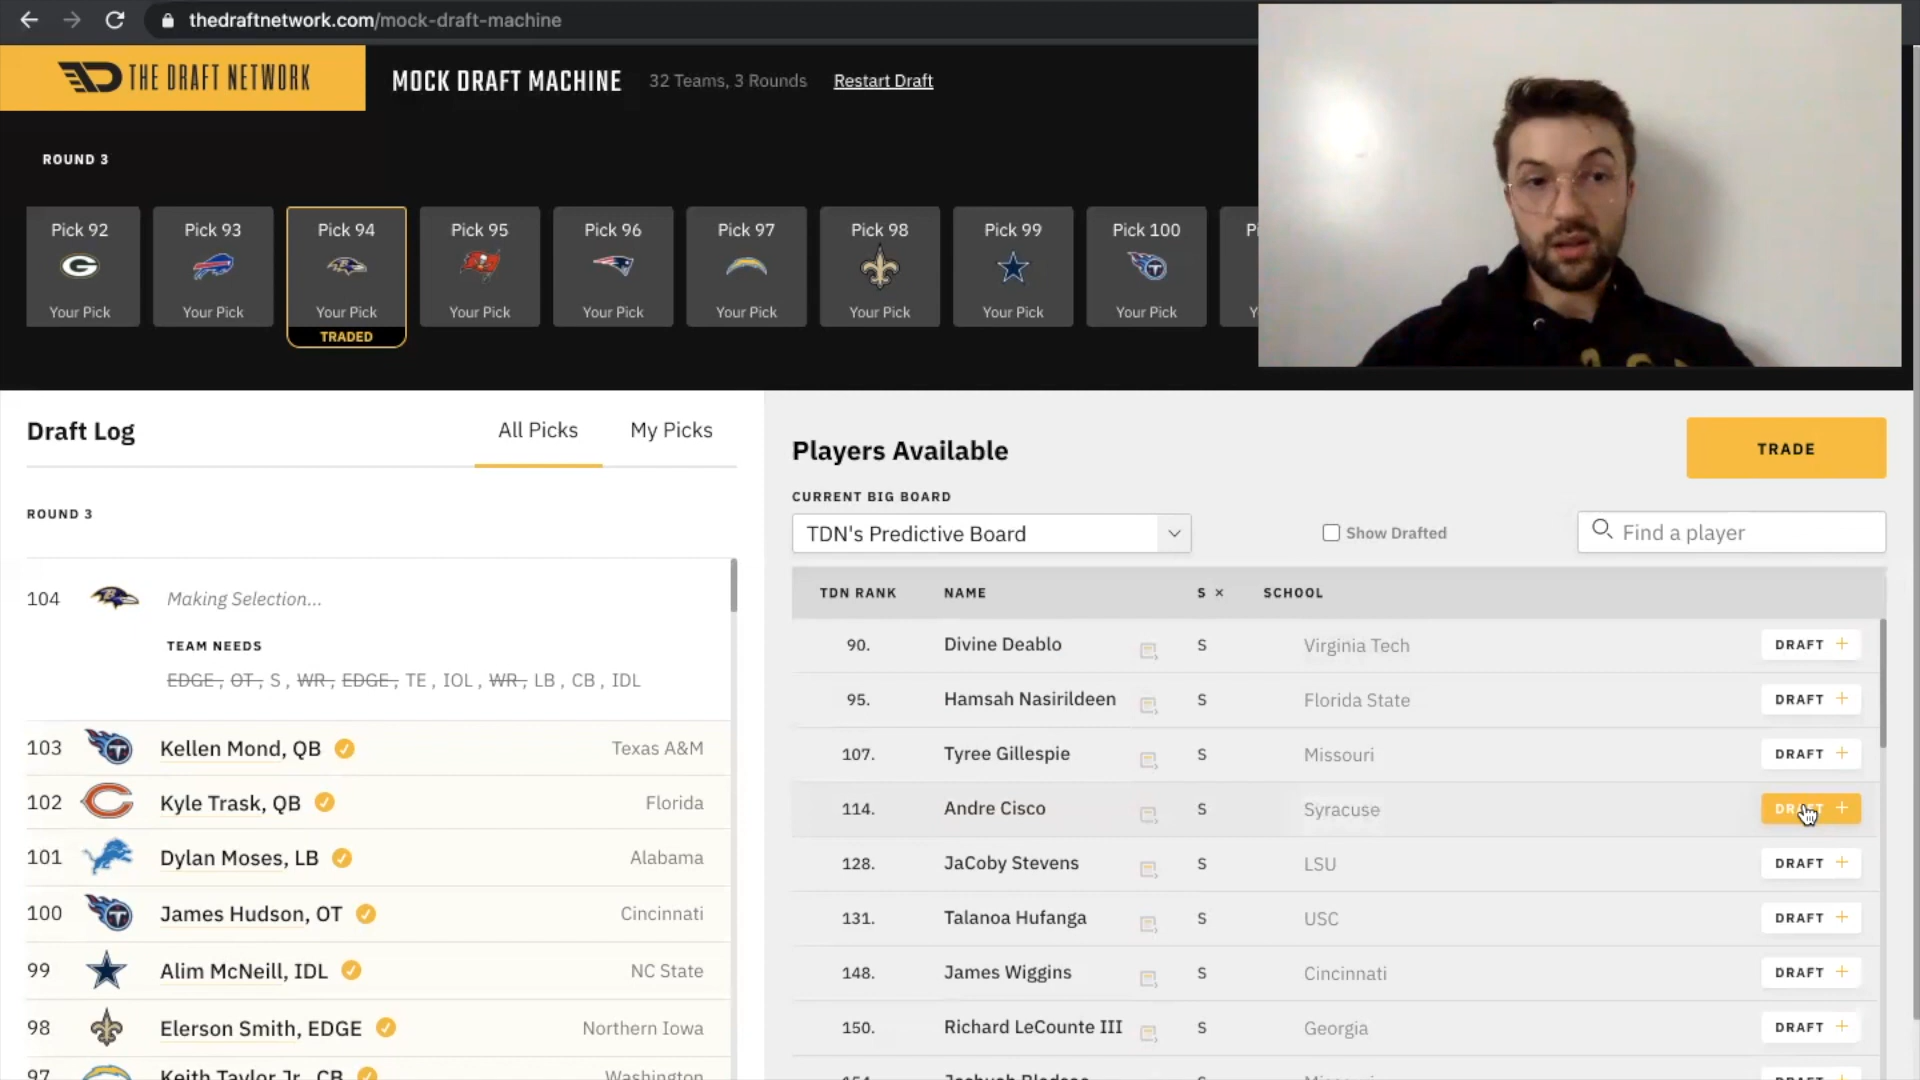 thedraftnetwork.com/mock-draft-machine
THE DRAFT NETWORK
MOCK DRAFT MACHINE 32 Teams, 3 Rounds Restart Draft
ROUND 3
Pick 92 Pick 93 Pick 94 Pick 95 Pick 96 Pick 97 Pick 98 Pick 99 Pick 100
Your Pick Your Pick Your Pick Your Pick Your Pick Your Pick Your Pick Your Pick Your Pick
TRADED
Draft Log All Picks My Picks
ROUND 3
104 Making Selection...
TEAM NEEDS
EDGE, OT, S, WR, EDGE, TE, IOL, WR, LB, CB, IDL
103 Kellen Mond, QB Texas A&M
102 Kyle Trask, QB Florida
101 Dylan Moses, LB Alabama
100 James Hudson, OT Cincinnati
99 Alim McNeill, IDL NC State
98 Elerson Smith, EDGE Northern Iowa
97 Keith Taylor Jr., CB Washington
Players Available
TRADE
CURRENT BIG BOARD
TDN's Predictive Board Show Drafted Find a player
TDN RANK NAME S × SCHOOL
90. Divine Deablo S Virginia Tech DRAFT +
95. Hamsah Nasirildeen S Florida State DRAFT +
107. Tyree Gillespie S Missouri DRAFT +
114. Andre Cisco S Syracuse DRAFT +
128. JaCoby Stevens S LSU DRAFT +
131. Talanoa Hufanga S USC DRAFT +
148. James Wiggins S Cincinnati DRAFT +
150. Richard LeCounte III S Georgia DRAFT +